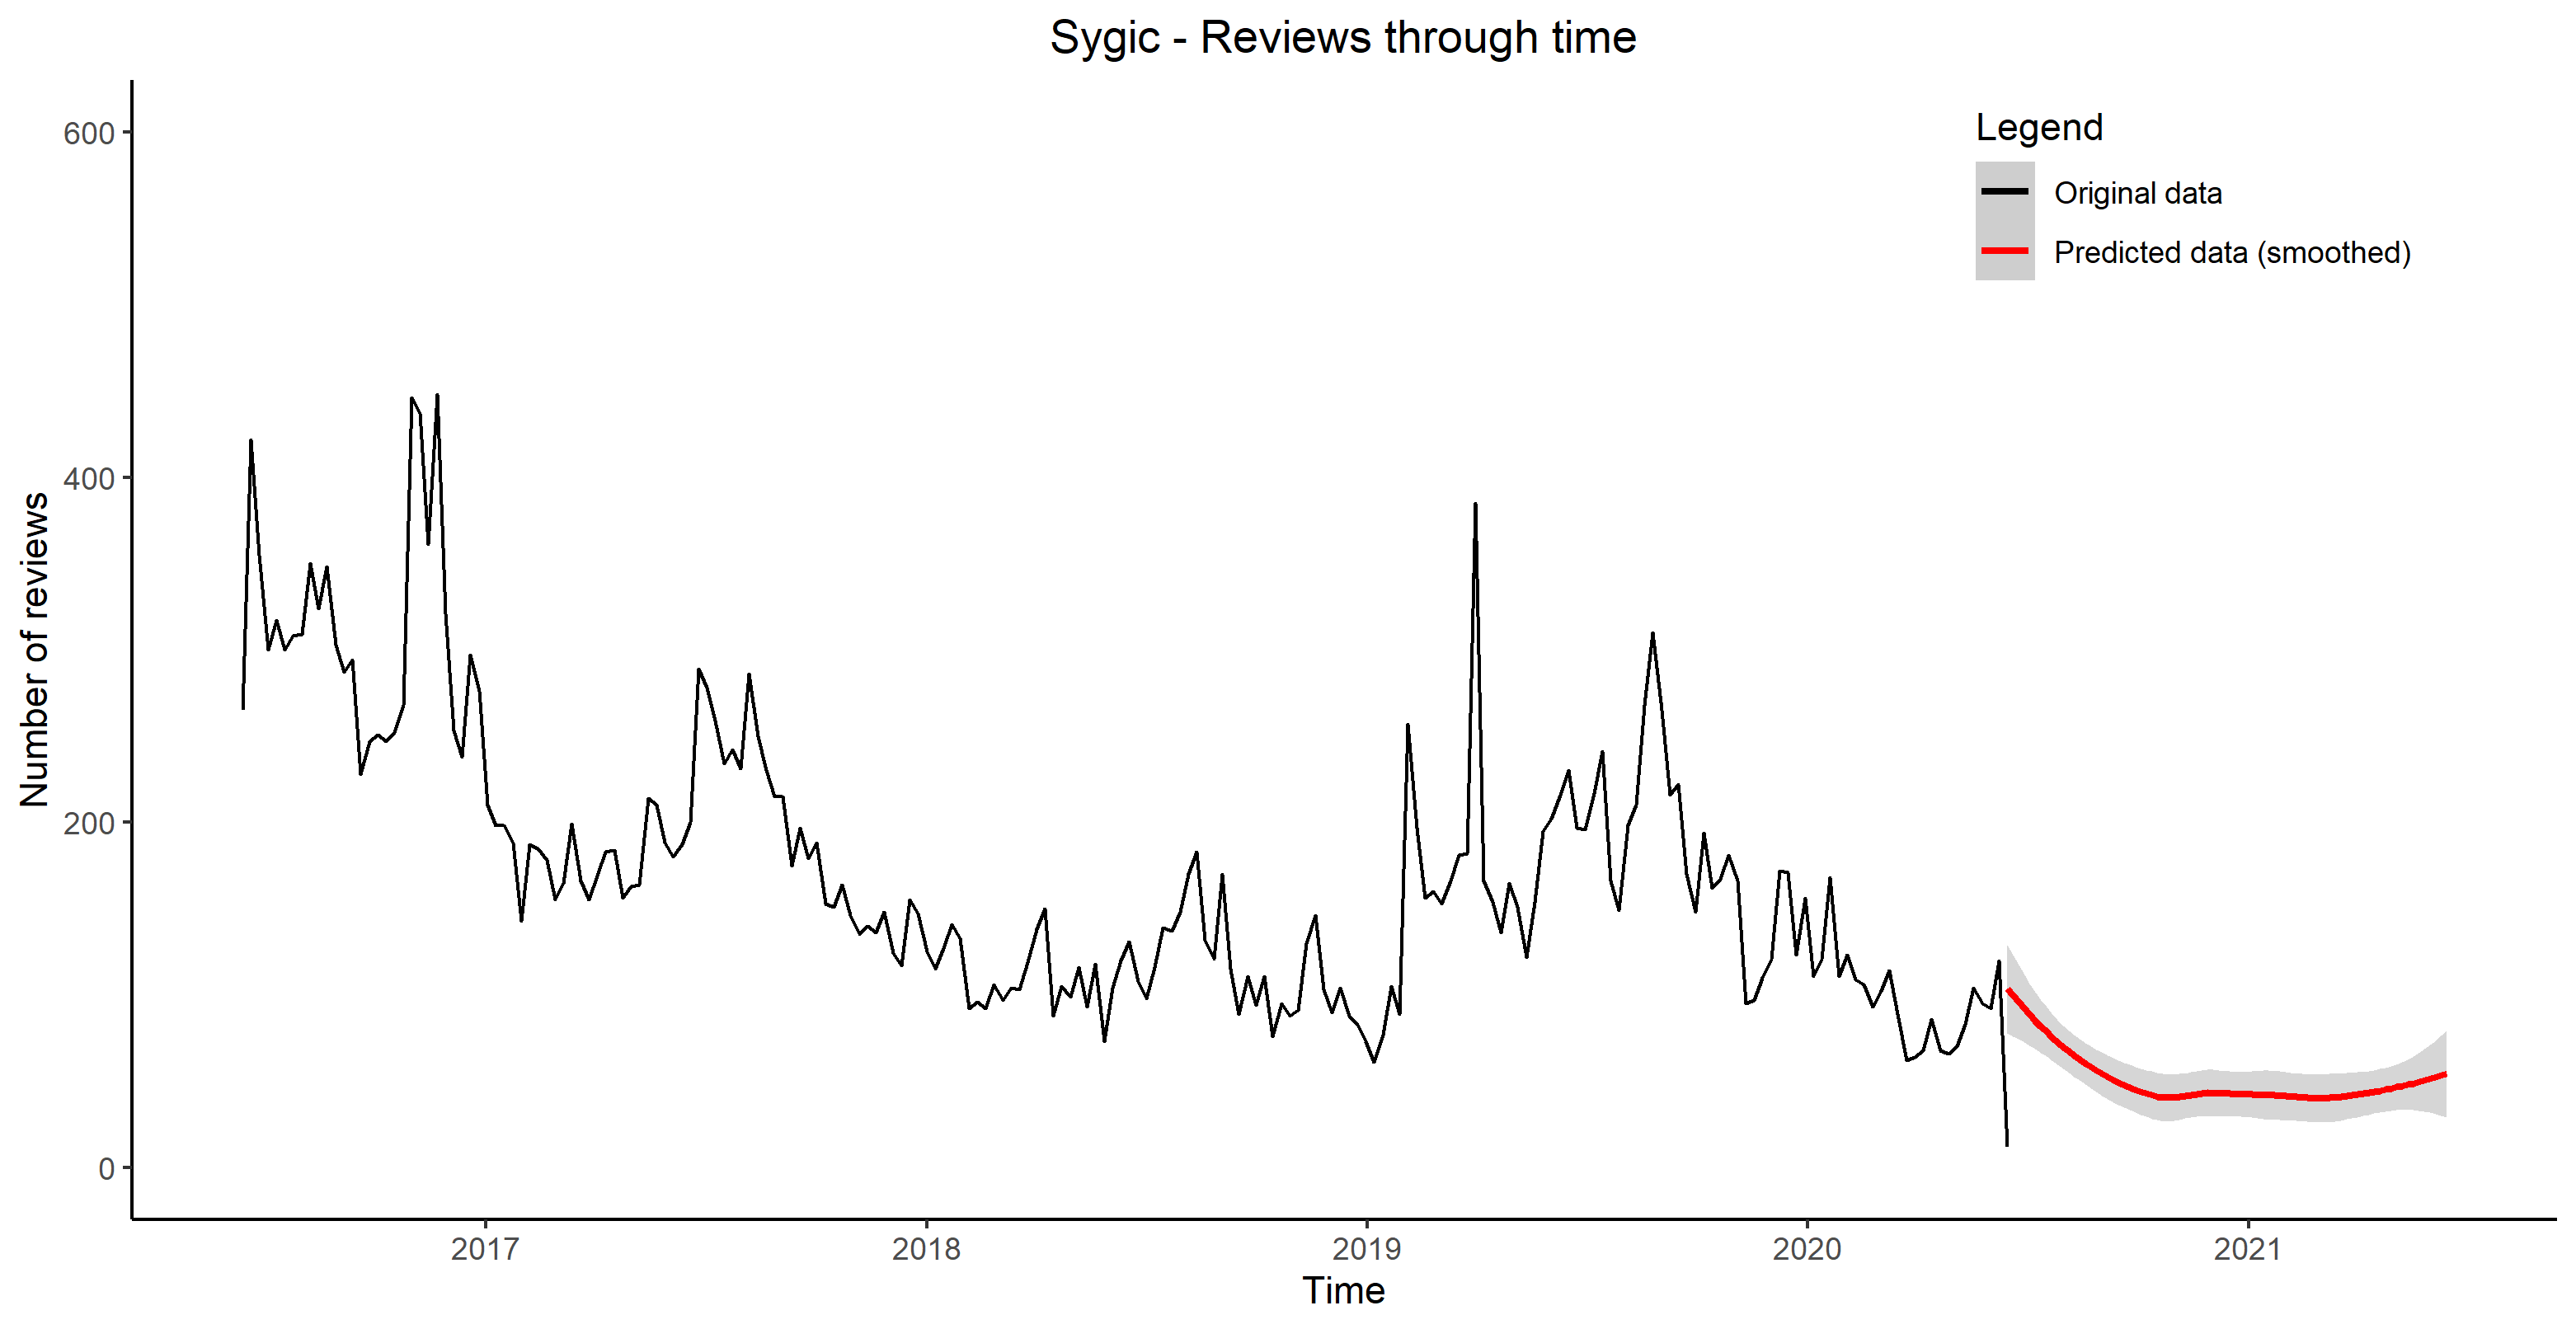 Sygic - Reviews through time
Legend
Original data
Predicted data (smoothed)
Number of reviews
600
400
200
0
2017 2018 2019 2020 2021
Time